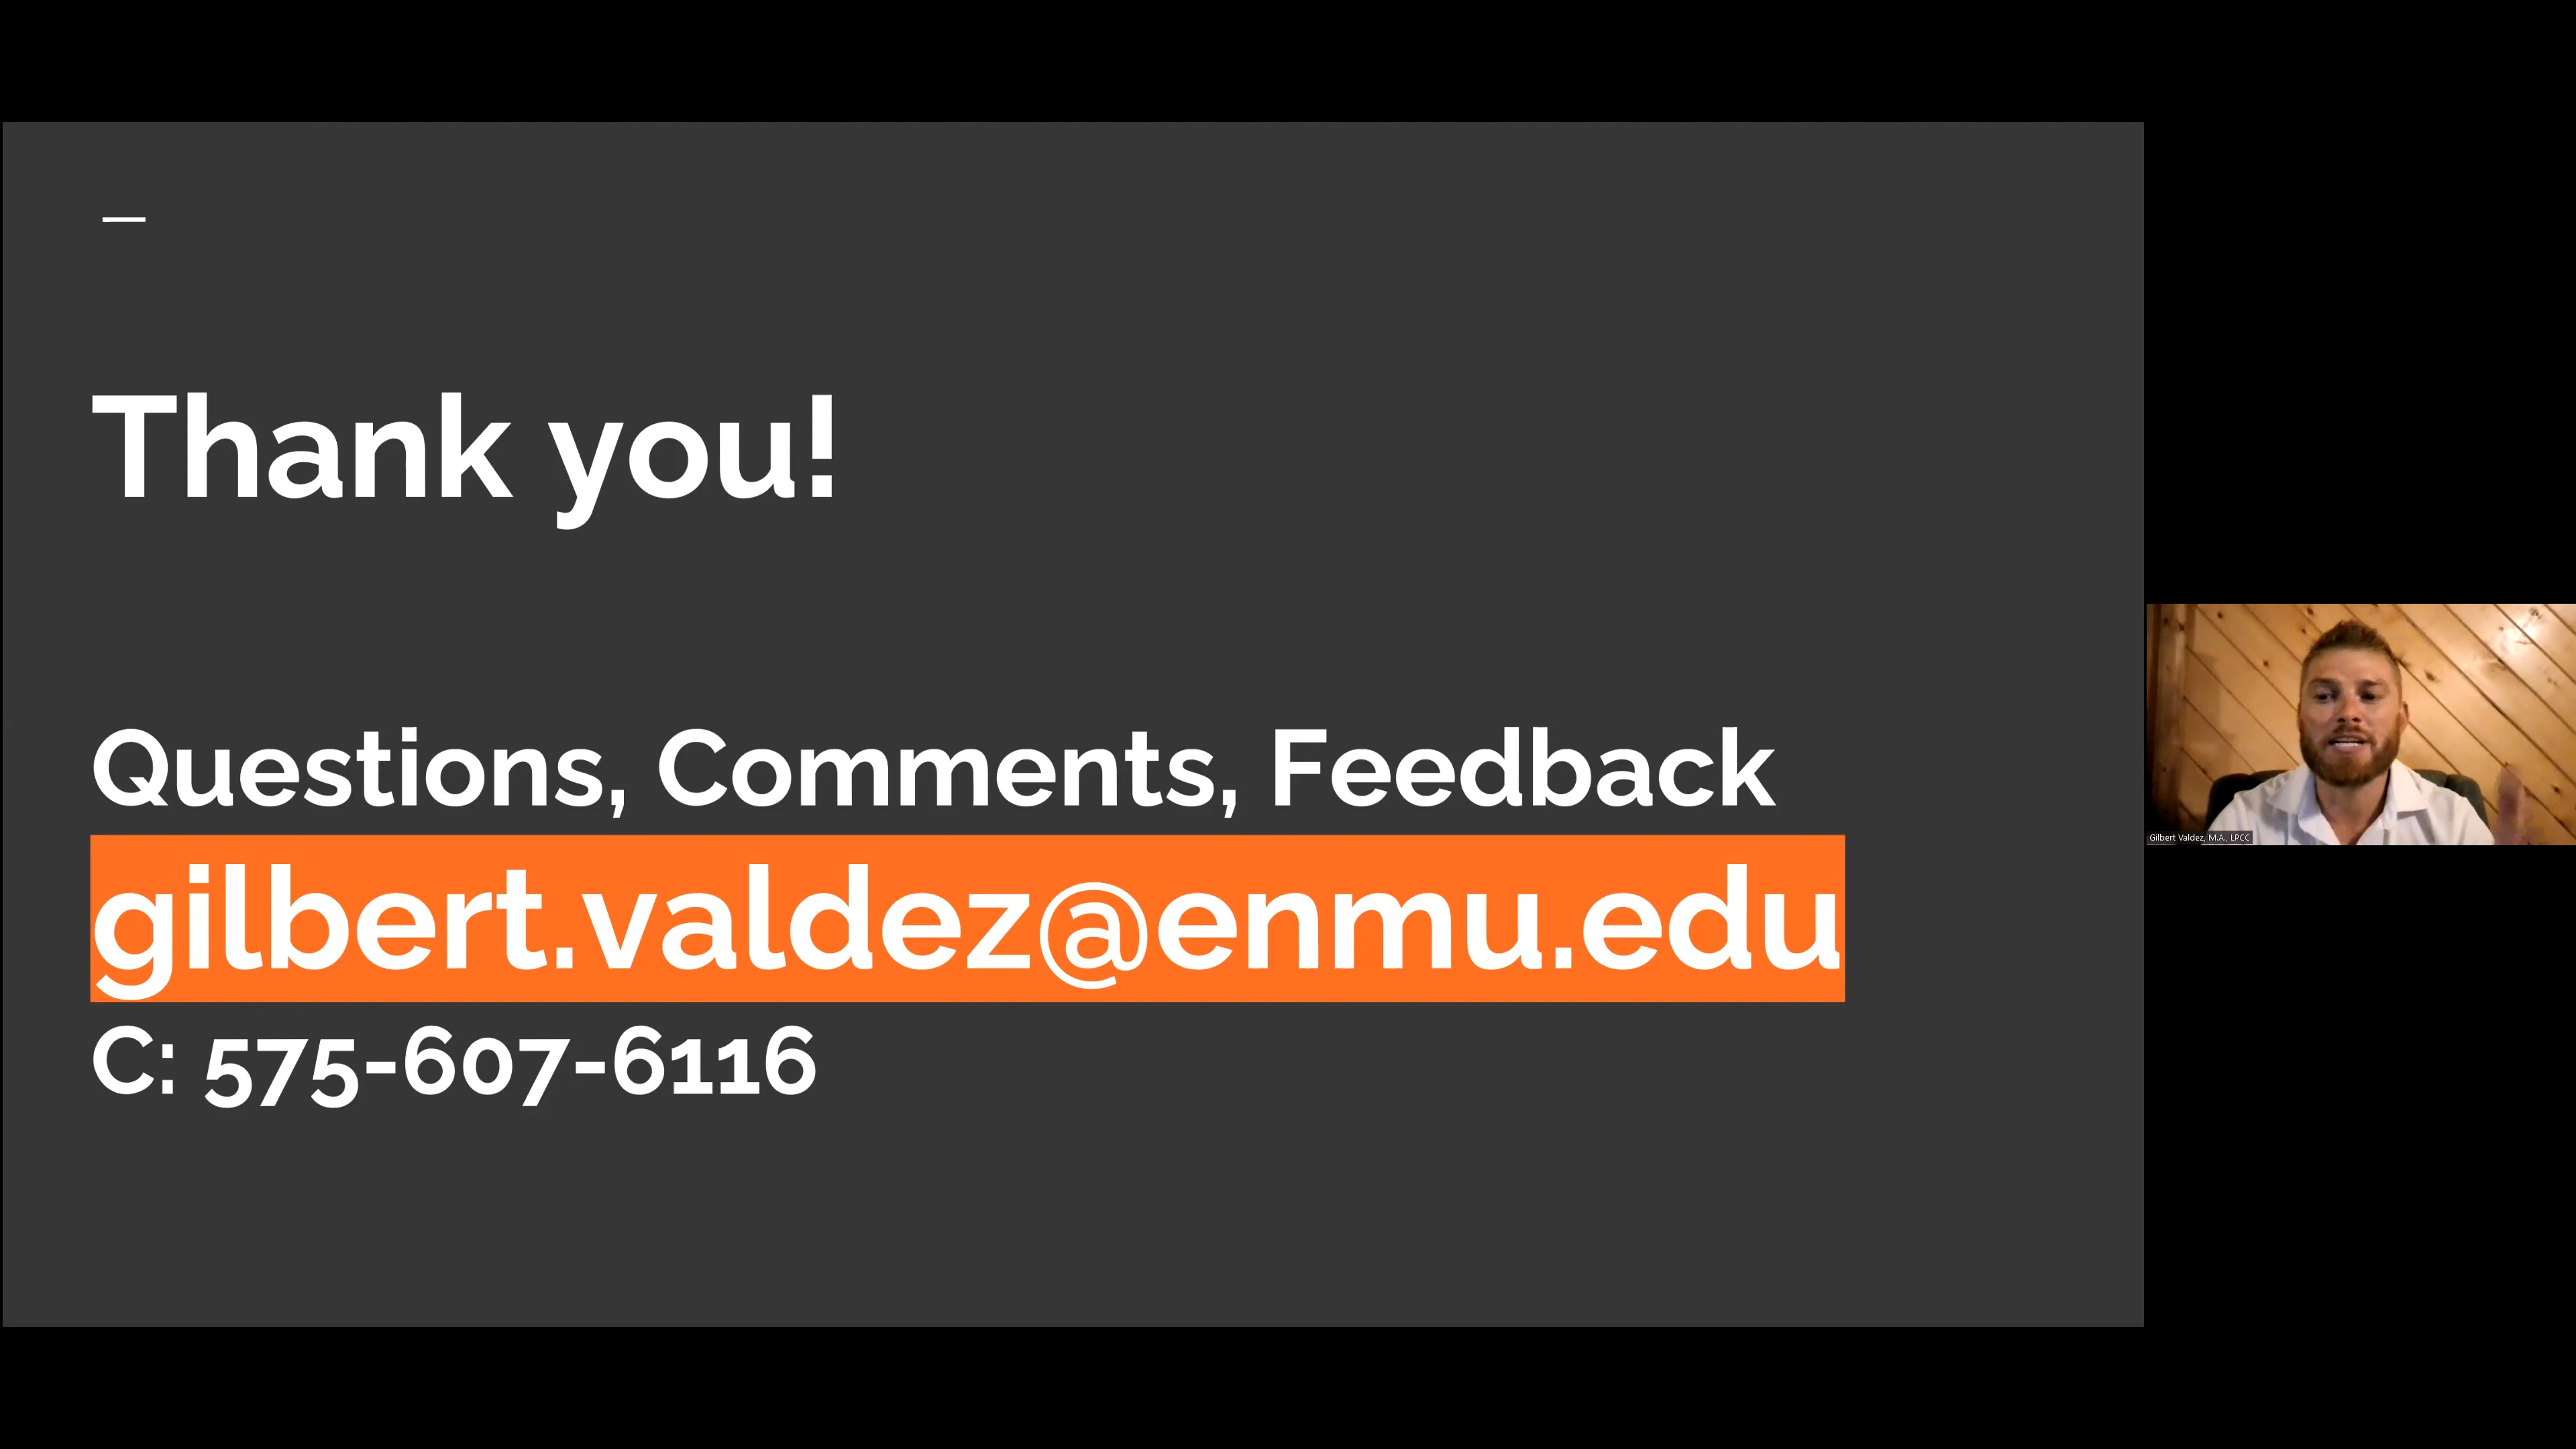 Thank you!
Questions, Comments, Feedback
gilbert.valdez@enmu.edu
C: 575-607-6116
Gilbert Valdez, M.A., LPCC